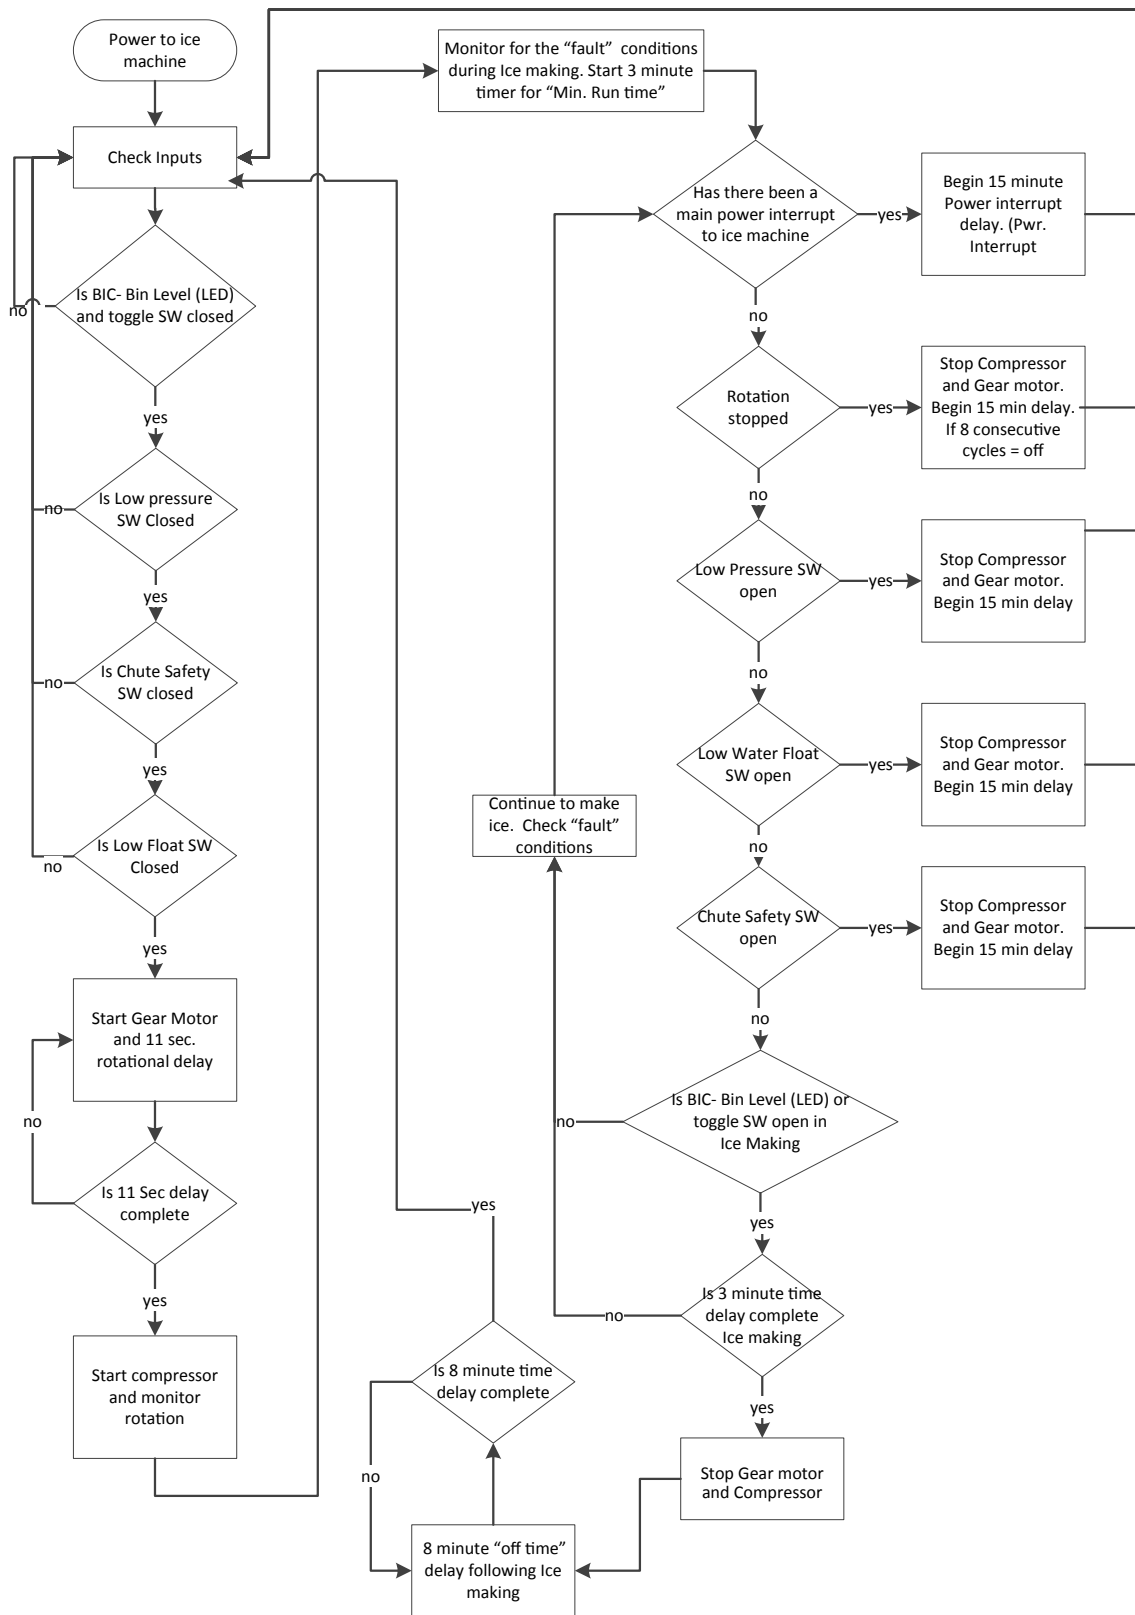 Power to ice
machine
Check Inputs
Is BIC- Bin Level (LED)
and toggle SW closed
no
yes
Is Low pressure
SW Closed
no
yes
Is Chute Safety
SW closed
no
yes
Is Low Float SW
Closed
no
yes
Start Gear Motor
and 11 sec.
rotational delay
no
Is 11 Sec delay
complete
yes
Start compressor
and monitor
rotation
Monitor for the “fault” conditions
during Ice making. Start 3 minute
timer for “Min. Run time”
Has there been a
main power interrupt
to ice machine
yes
Begin 15 minute
Power interrupt
delay. (Pwr.
Interrupt
no
Rotation
stopped
yes
Stop Compressor
and Gear motor.
Begin 15 min delay.
If 8 consecutive
cycles = off
no
Low Pressure SW
open
yes
Stop Compressor
and Gear motor.
Begin 15 min delay
no
Low Water Float
SW open
yes
Stop Compressor
and Gear motor.
Begin 15 min delay
Continue to make
ice. Check “fault”
conditions
no
Chute Safety SW
open
yes
Stop Compressor
and Gear motor.
Begin 15 min delay
no
Is BIC- Bin Level (LED) or
toggle SW open in
Ice Making
no
yes
Is 3 minute time
delay complete
Ice making
no
yes
Stop Gear motor
and Compressor
8 minute “off time”
delay following Ice
making
Is 8 minute time
delay complete
no
yes